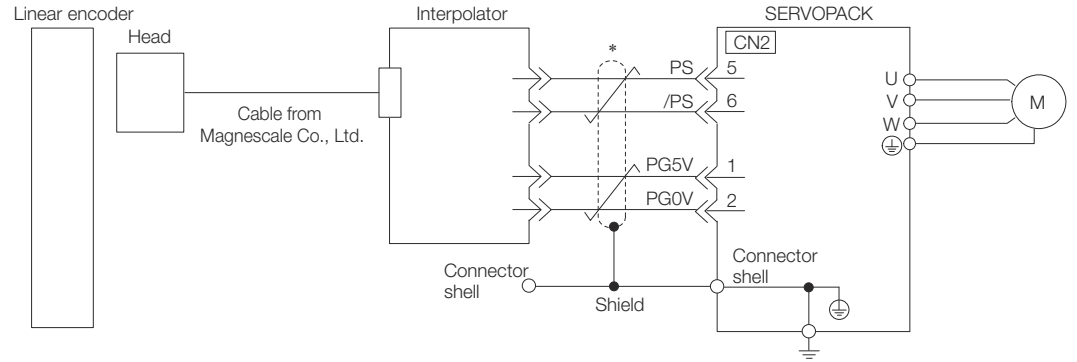 Linear encoder
Head
Interpolator
SERVOPACK
CN2
*
PS 5
/PS 6
Cable from
Magnescale Co., Ltd.
PG5V 1
PG0V 2
U
V
W
M
Connector
shell
Shield
Connector
shell